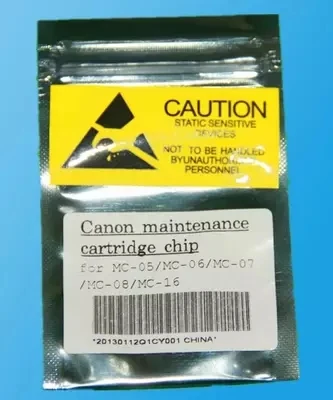 CAUTION
STATIC SENSITIVE
DEVICES
NOT TO BE HANDLED
BYUNAUTHORIZED
PERSONNEL
Canon maintenance
cartridge chip
for MC-05/MC-06/MC-07
/MC-08/MC-16
*20130112Q1CY001 CHINA*